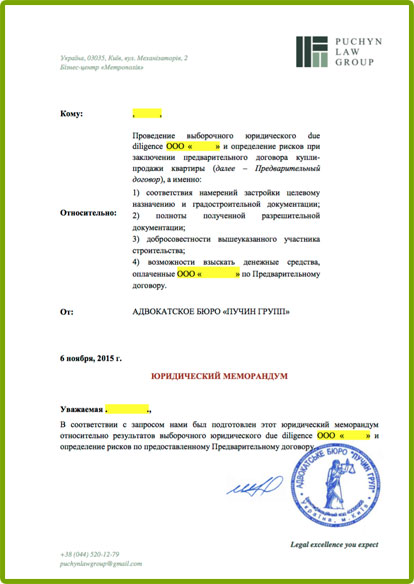 PUCHYN
LAW
GROUP
Україна, 03035, Київ, вул. Механізаторів, 2
Бізнес-центр «Метрополіс»
Кому:
Проведение выборочного юридического due
diligence ООО « » и определение рисков при
заключении предварительного договора купли-
продажи квартиры (далее – Предварительный
договор), а именно:
1) соответствия намерений застройки целевому
назначению и градостроительной документации;
Относительно:
2) полноты полученной разрешительной
документации;
3) добросовестности вышеуказанного участника
строительства;
4) возможности взыскать денежные средства,
оплаченные ООО « » по Предварительному
договору.
От: АДВОКАТСКОЕ БЮРО «ПУЧИН ГРУПП»
6 ноября, 2015 г.
ЮРИДИЧЕСКИЙ МЕМОРАНДУМ
Уважаемая . .,
В соответствии с запросом нами был подготовлен этот юридический меморандум
относительно результатов выборочного юридического due diligence ООО « » и
определение рисков по предоставленному Предварительному договору.
АДВОКАТСЬКЕ БЮРО "ПУЧИН ГРУП"
Україна, м.Київ
Legal excellence you expect
+38 (044) 520-12-79
puchynlawgroup@gmail.com